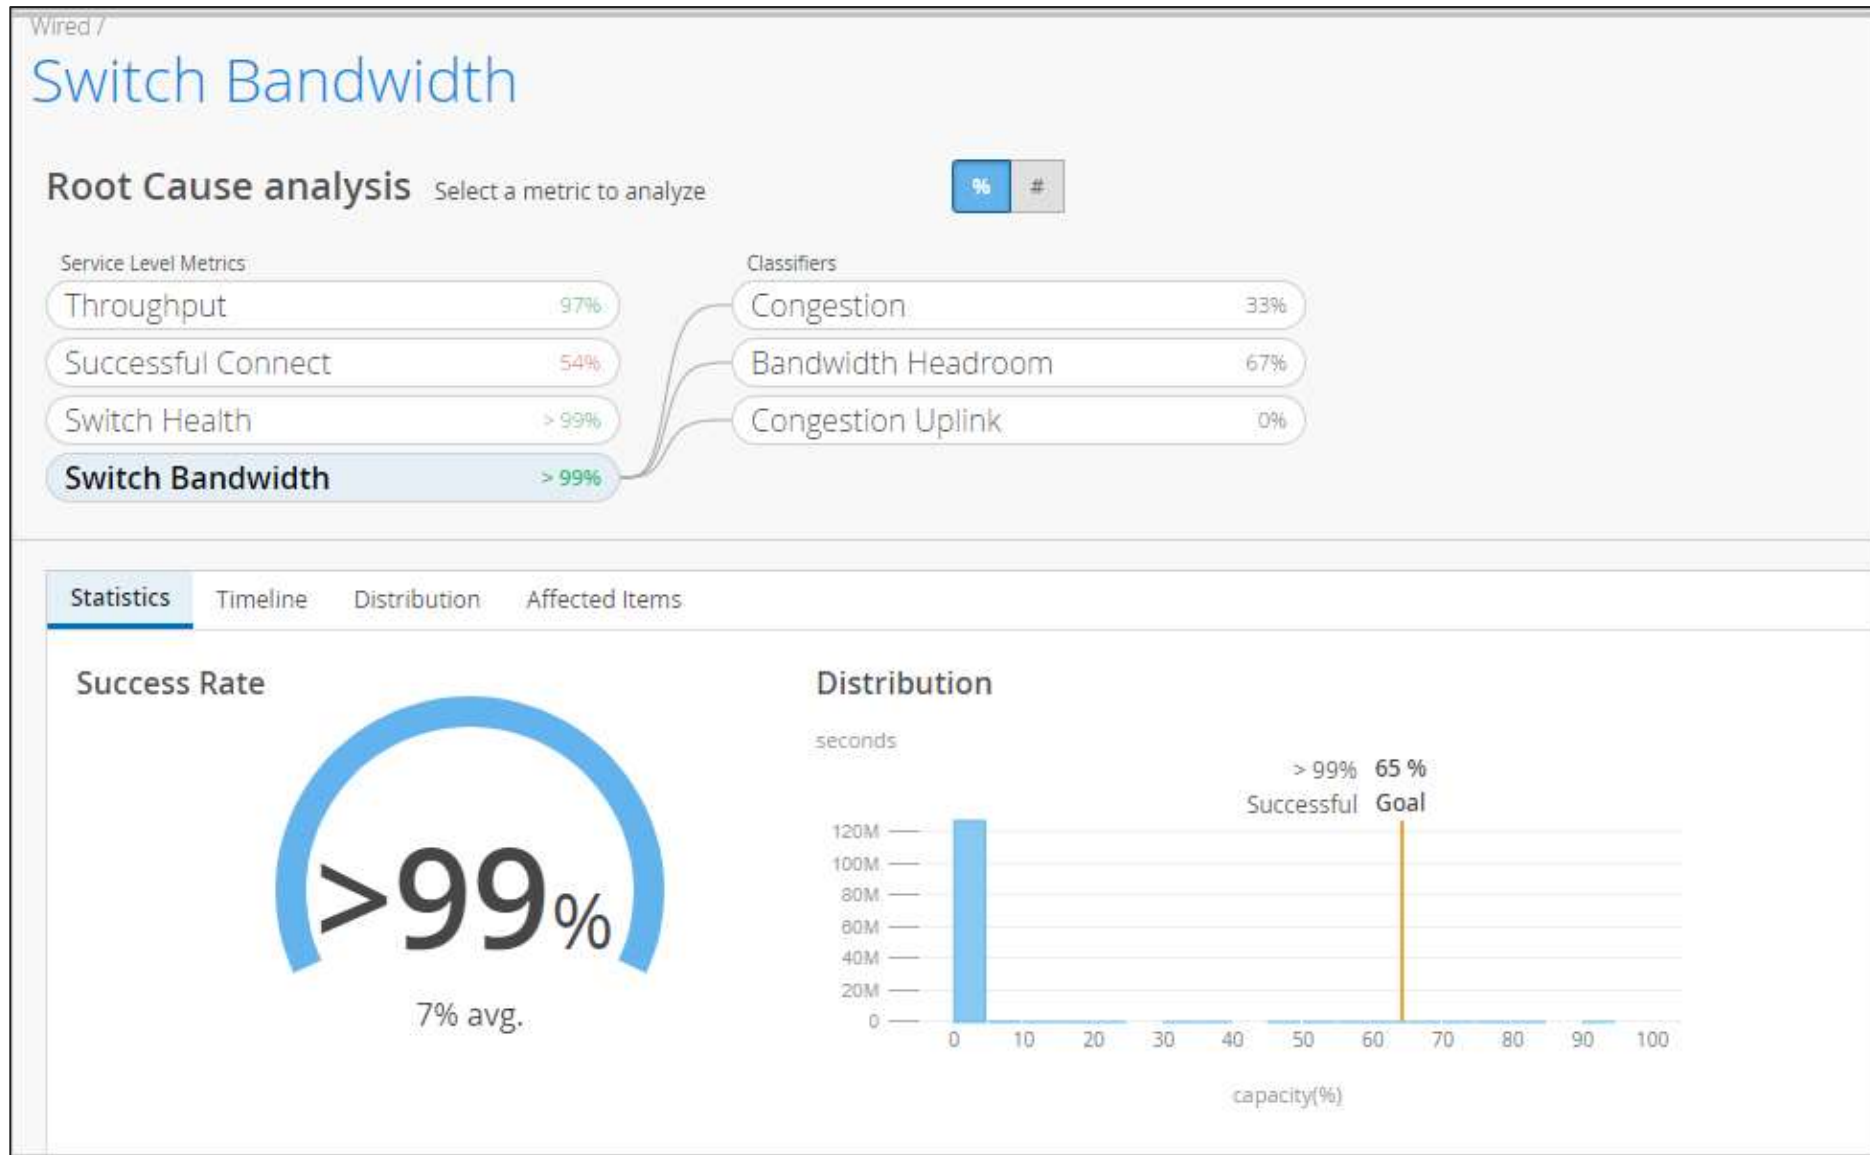 Wired /
Switch Bandwidth
Root Cause analysis Select a metric to analyze % #
Service Level Metrics Classifiers
Throughput 97% Congestion 33%
Successful Connect 54% Bandwidth Headroom 67%
Switch Health > 99% Congestion Uplink 0%
Switch Bandwidth > 99%
Statistics Timeline Distribution Affected Items
Success Rate
>99%
7% avg.
Distribution
seconds
> 99% 65 %
Successful Goal
120M
100M
80M
60M
40M
20M
0
0 10 20 30 40 50 60 70 80 90 100
capacity(%)